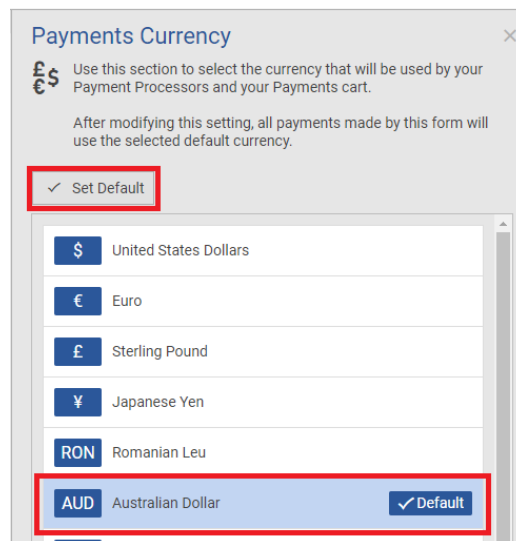 Payments Currency
Use this section to select the currency that will be used by your
Payment Processors and your Payments cart.
After modifying this setting, all payments made by this form will
use the selected default currency.
Set Default
$ United States Dollars
€ Euro
£ Sterling Pound
¥ Japanese Yen
RON Romanian Leu
AUD Australian Dollar Default